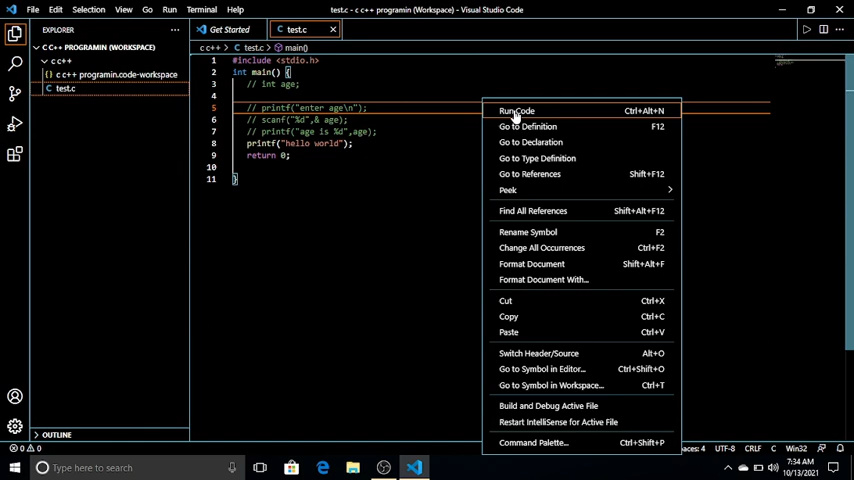 File Edit Selection View Go Run Terminal Help
test.c - c c++ programin (Workspace) - Visual Studio Code
EXPLORER
Get Started
test.c
C C++ PROGRAMIN (WORKSPACE)
c c++ > test.c > main()
c c++
c c++ programin.code-workspace
test.c
1 #include <stdio.h>
2 int main() {
3 // int age;
4
5 // printf("enter age\n");
6 // scanf("%d",& age);
7 // printf("age is %d",age);
8 printf("hello world");
9 return 0;
10
11 }
Run Code Ctrl+Alt+N
Go to Definition F12
Go to Declaration
Go to Type Definition
Go to References Shift+F12
Peek
Find All References Shift+Alt+F12
Rename Symbol F2
Change All Occurrences Ctrl+F2
Format Document Shift+Alt+F
Format Document With...
Cut Ctrl+X
Copy Ctrl+C
Paste Ctrl+V
Switch Header/Source Alt+O
Go to Symbol in Editor... Ctrl+Shift+O
Go to Symbol in Workspace... Ctrl+T
Build and Debug Active File
Restart IntelliSense for Active File
Command Palette... Ctrl+Shift+P
OUTLINE
0 0
paces: 4 UTF-8 CRLF C Win32
Type here to search
7:34 AM
10/13/2021